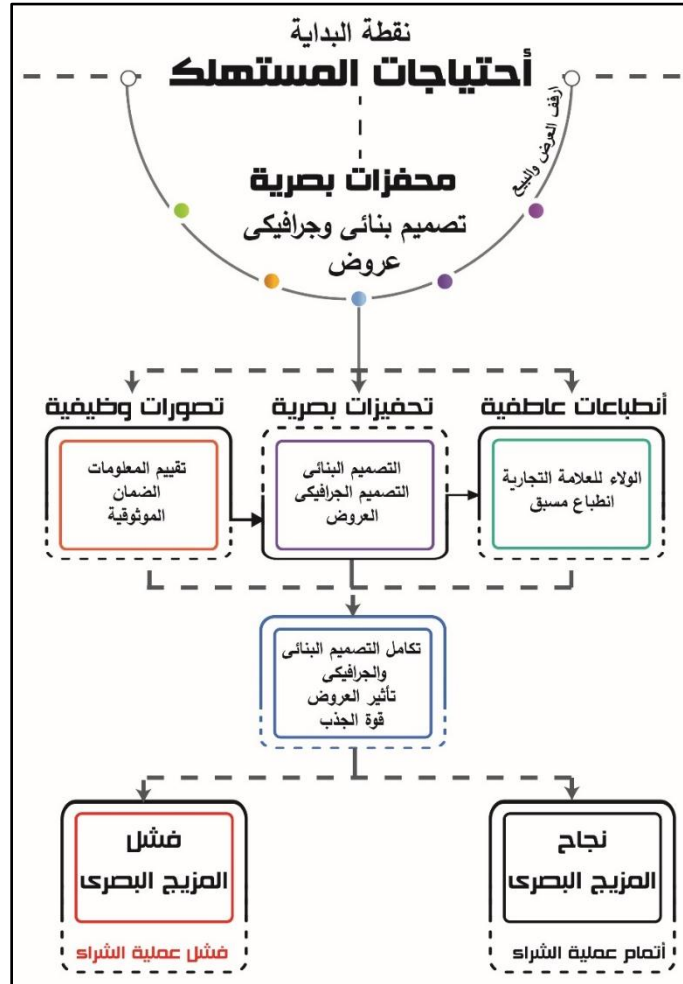 نقطة البداية
أحتياجات المستهلك
ارفف العرض والبيع
محفزات بصرية
تصميم بنائى وجرافيكى
عروض
أنطباعات عاطفية
تحفيزات بصرية
تصورات وظيفية
الولاء للعلامة التجارية
انطباع مسبق
التصميم البنائى
التصميم الجرافيكى
العروض
تقييم المعلومات
الضمان
الموثوقية
تكامل التصميم البنائى
والجرافيكى
تأثير العروض
قوة الجذب
نجاح
المزيج البصرى
أتمام عملية الشراء
فشل
المزيج البصرى
فشل عملية الشراء